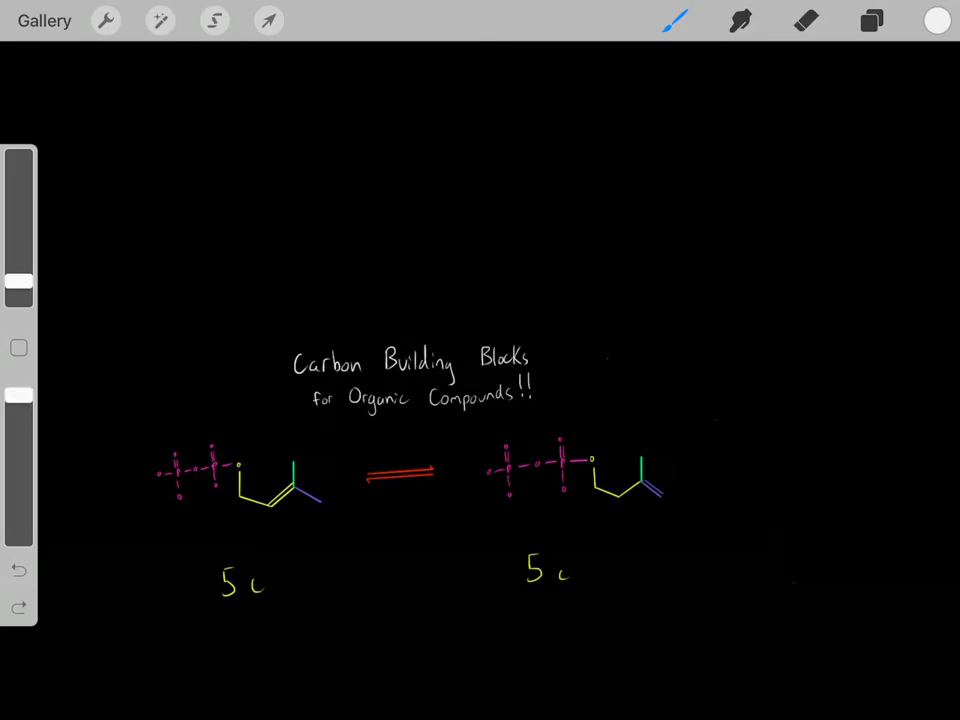 Gallery
Carbon Building Blocks
for Organic Compounds!!
O O O O
O P O P O O P O P O
O O O O
5 C 5 C